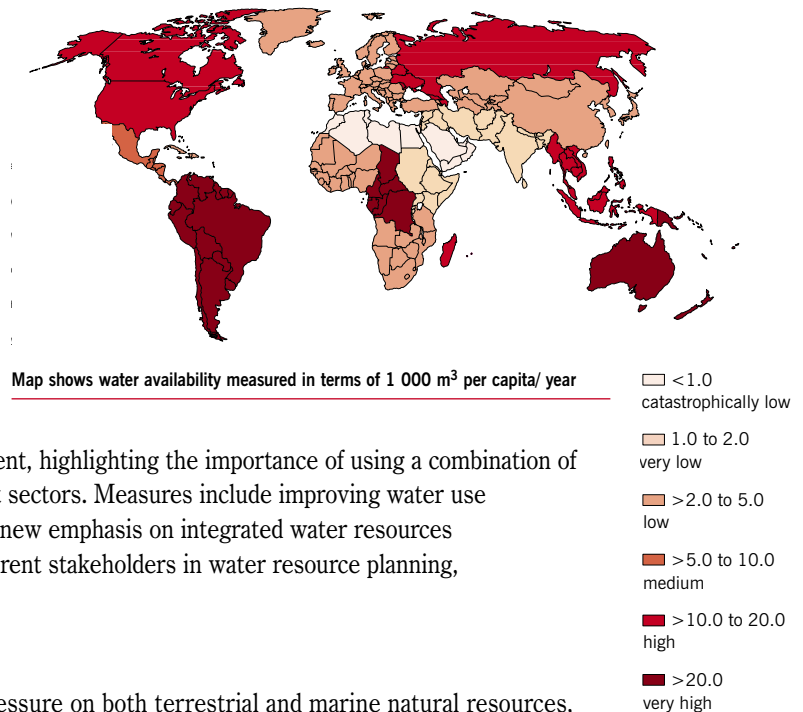 Map shows water availability measured in terms of 1 000 m³ per capita/ year
<1.0
catastrophically low
1.0 to 2.0
very low
>2.0 to 5.0
low
>5.0 to 10.0
medium
>10.0 to 20.0
high
>20.0
very high
highlighting the importance of using a combination of
sectors. Measures include improving water use
new emphasis on integrated water resources
stakeholders in water resource planning,
on both terrestrial and marine natural resources.